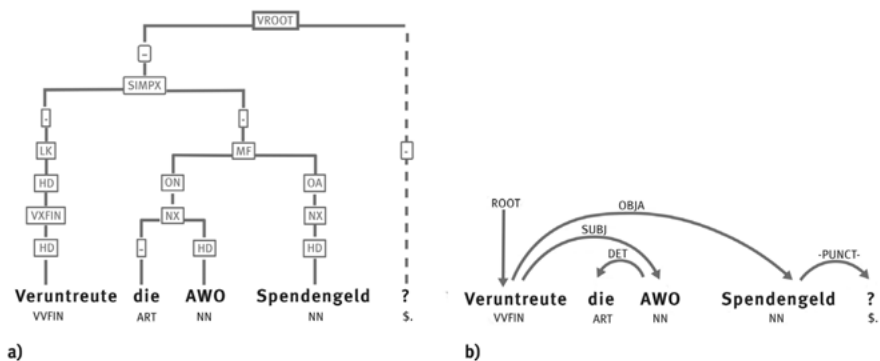 VROOT
–
SIMPX
- -
LK MF -
HD ON OA
VXFIN NX NX
HD - HD HD
Veruntreute die AWO Spendengeld ?
VVFIN ART NN NN $.
a)
ROOT OBJA
SUBJ
DET -PUNCT-
Veruntreute die AWO Spendengeld ?
VVFIN ART NN NN $.
b)